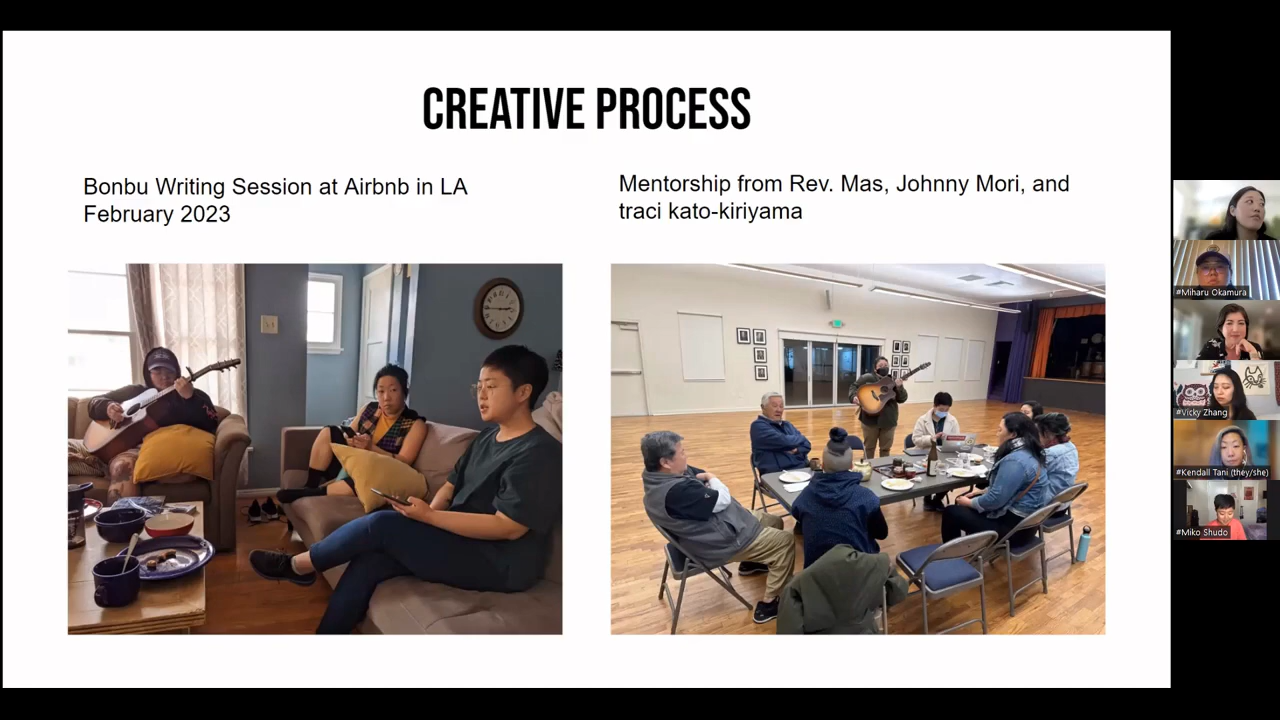 CREATIVE PROCESS
Bonbu Writing Session at Airbnb in LA
February 2023
Mentorship from Rev. Mas, Johnny Mori, and
traci kato-kiriyama
#Miharu Okamura
#Vicky Zhang
#Kendall Tani (they/she)
#Miko Shudo